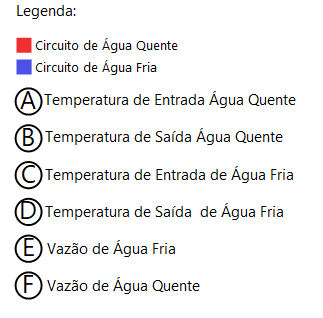 Legenda:
Circuito de Água Quente
Circuito de Água Fria
A Temperatura de Entrada Água Quente
B Temperatura de Saída Água Quente
C Temperatura de Entrada de Água Fria
D Temperatura de Saída de Água Fria
E Vazão de Água Fria
F Vazão de Água Quente